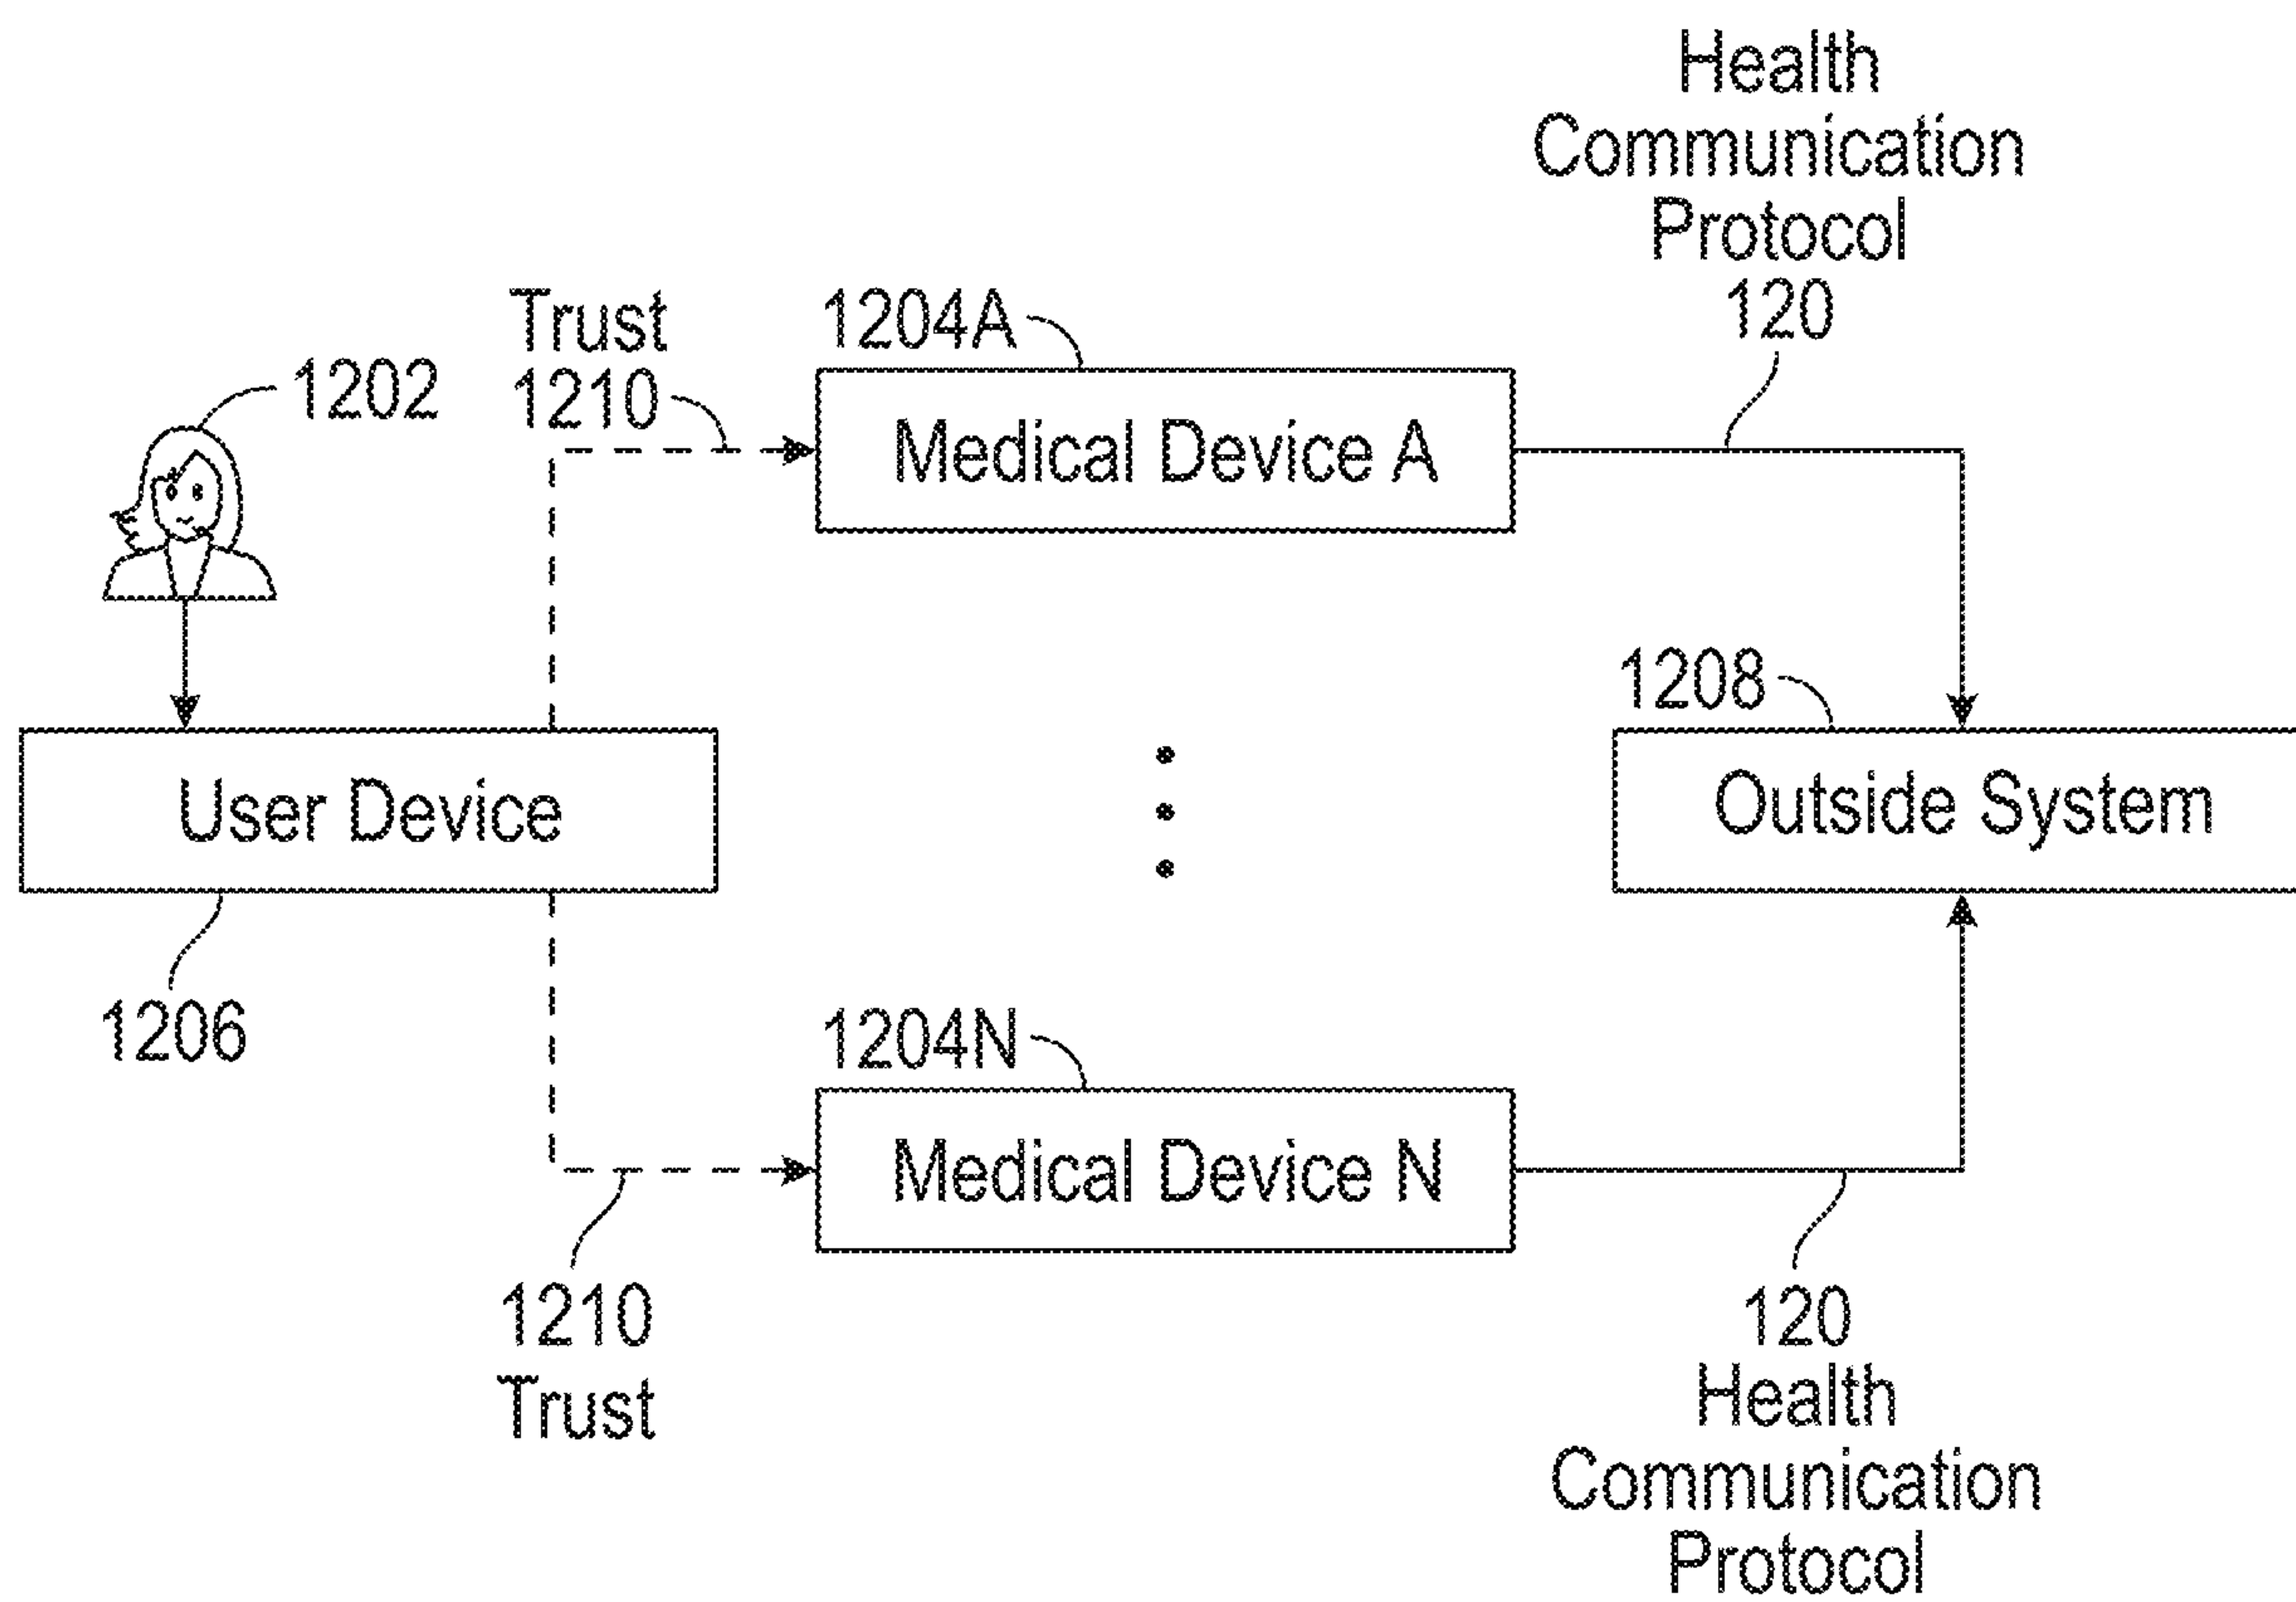 Health
Communication
Protocol
120
Trust
1210
1204A
1202
Medical Device A
1208
User Device
Outside System
1206
1204N
Medical Device N
1210
Trust
120
Health
Communication
Protocol